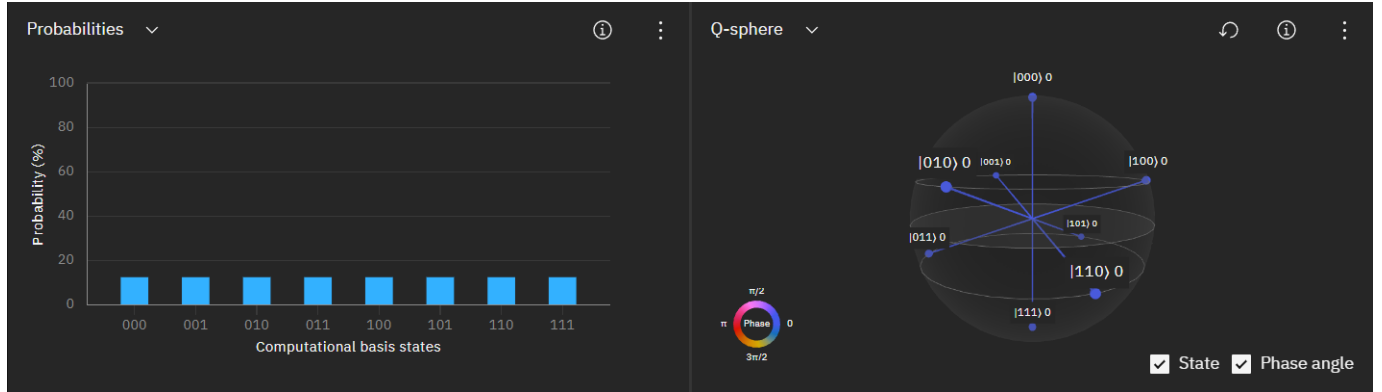 Probabilities
Probability (%)
100
80
60
40
20
0
000 001 010 011 100 101 110 111
Computational basis states
Q-sphere
|000⟩ 0
|010⟩ 0
|001⟩ 0
|100⟩ 0
|101⟩ 0
|011⟩ 0
|110⟩ 0
|111⟩ 0
π/2
π Phase 0
3π/2
State Phase angle